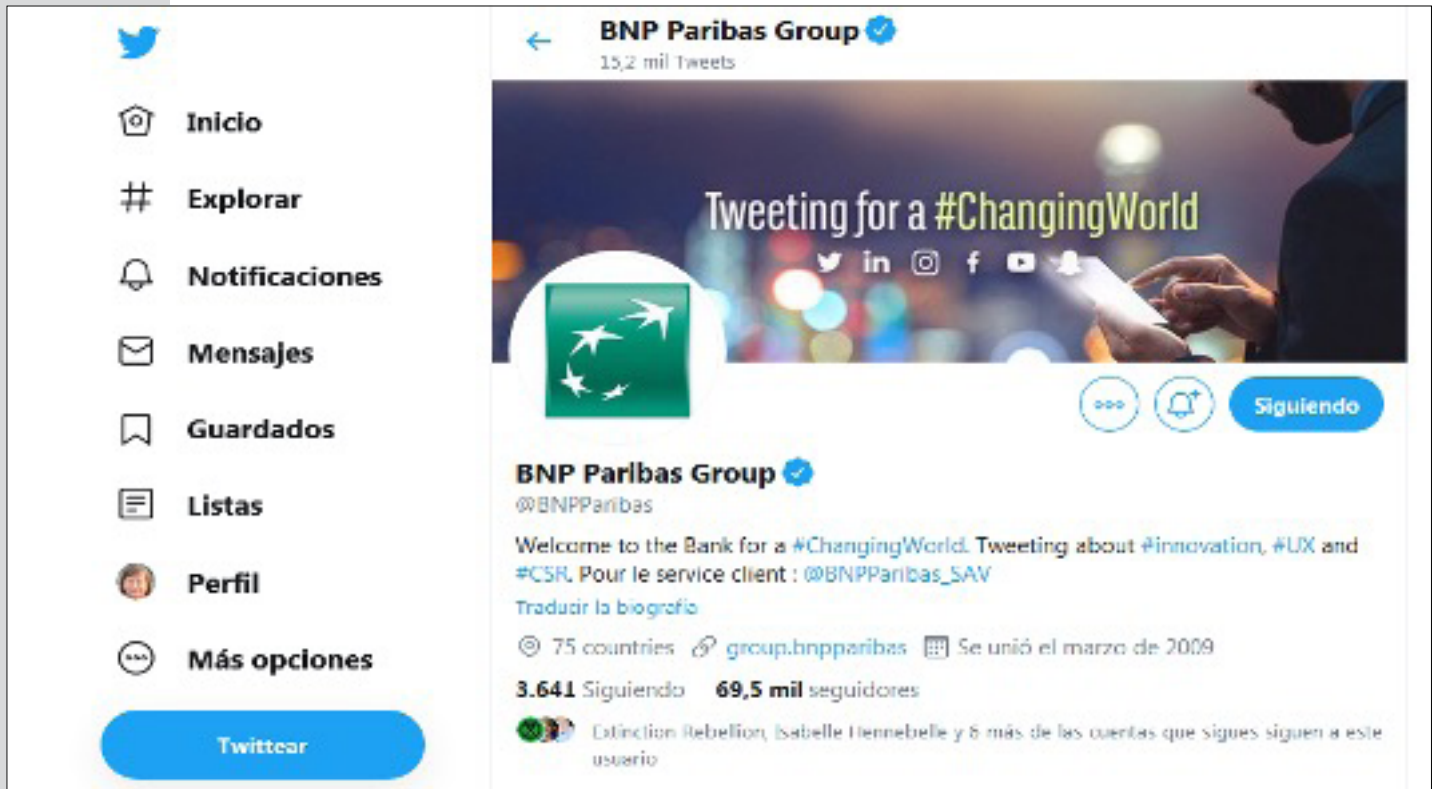 Inicio
Explorar
Notificaciones
Mensajes
Guardados
Listas
Perfil
Más opciones
Twittear
BNP Paribas Group
15,2 mil Tweets
Tweeting for a #ChangingWorld
Siguiendo
BNP Paribas Group
@BNPParibas
Welcome to the Bank for a #ChangingWorld. Tweeting about #innovation, #UX and
#CSR. Pour le service client : @BNPParibas_SAV
Traducir la biografía
75 countries group.bnpparibas Se unió el marzo de 2009
3.641 Siguiendo 69,5 mil seguidores
Extinction Rebellion, Isabelle Hennebelle y 6 más de las cuentas que sigues siguen a este
usuario